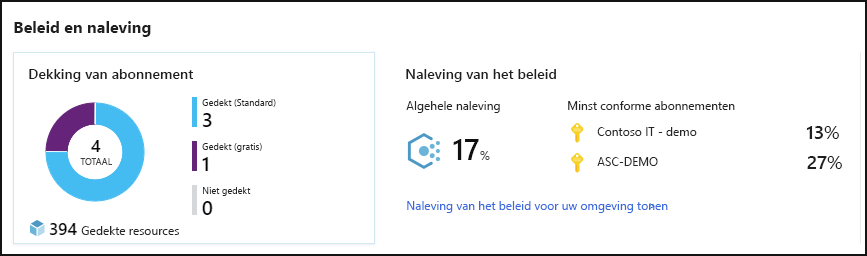 Beleid en naleving
Dekking van abonnement
4
TOTAAL
Gedekt (Standard)
3
Gedekt (gratis)
1
Niet gedekt
0
394 Gedekte resources
Naleving van het beleid
Algehele naleving
17%
Minst conforme abonnementen
Contoso IT - demo 13%
ASC-DEMO 27%
Naleving van het beleid voor uw omgeving tonen